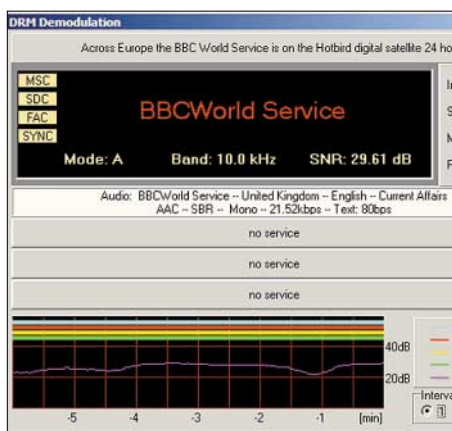 DRM Demodulation
Across Europe the BBC World Service is on the Hotbird digital satellite 24 ho
MSC
SDC
FAC
SYNC
BBCWorld Service
Mode: A Band: 10.0 kHz SNR: 29.61 dB
Audio: BBCWorld Service -- United Kingdom -- English -- Current Affairs
AAC -- SBR -- Mono -- 21.52kbps -- Text: 80bps
no service
no service
no service
40dB
20dB
-5 -4 -3 -2 -1 [min]
Interva
1